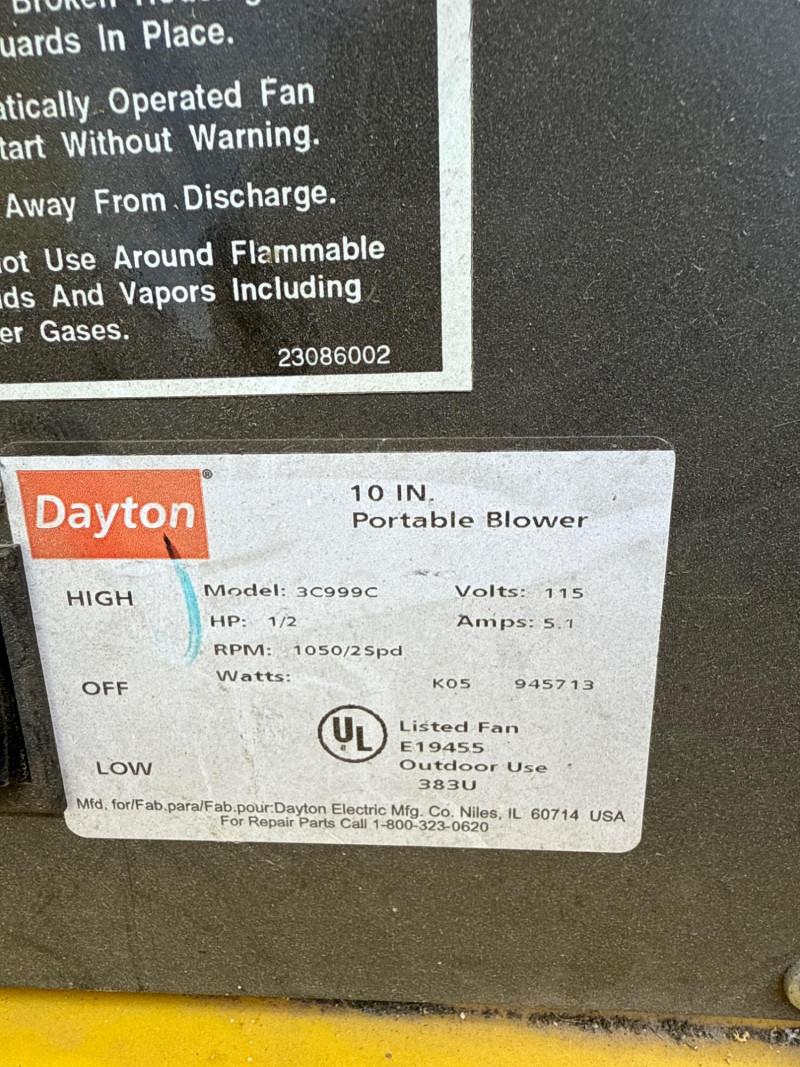 uards In Place.
atically Operated Fan
tart Without Warning.
Away From Discharge.
ot Use Around Flammable
ds And Vapors Including
er Gases.
23086002
Dayton®
10 IN.
Portable Blower
HIGH
Model: 3C999C
Volts: 115
HP: 1/2
Amps: 5.1
RPM: 1050/2Spd
Watts:
K05 945713
OFF
UL
Listed Fan
E19455
Outdoor Use
383U
LOW
Mfd. for/Fab.para/Fab.pour:Dayton Electric Mfg. Co. Niles, IL 60714 USA
For Repair Parts Call 1-800-323-0620